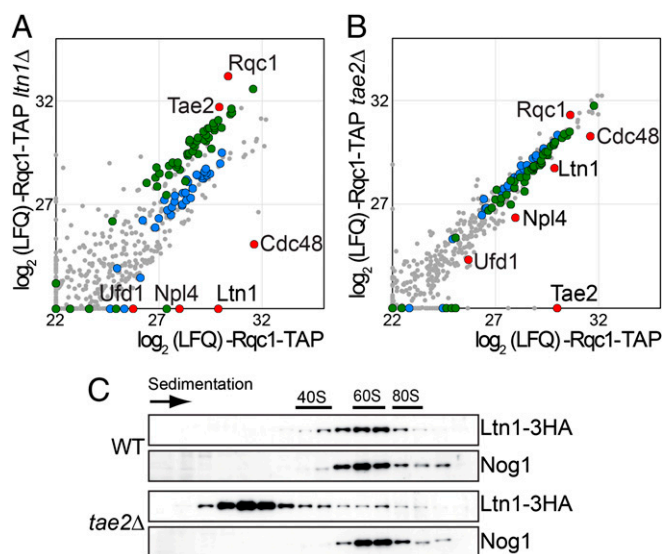 A
Rqc1
Tae2
Cdc48
Ufd1 Npl4 Ltn1
32
27
22 27 32
log2 (LFQ) -Rqc1-TAP ltn1Δ
log2 (LFQ) -Rqc1-TAP
B
Rqc1
Cdc48
Ltn1
Npl4
Ufd1
Tae2
32
27
22 27 32
log2 (LFQ) -Rqc1-TAP tae2Δ
log2 (LFQ) -Rqc1-TAP
C
Sedimentation
40S 60S 80S
WT
Ltn1-3HA
Nog1
tae2Δ
Ltn1-3HA
Nog1